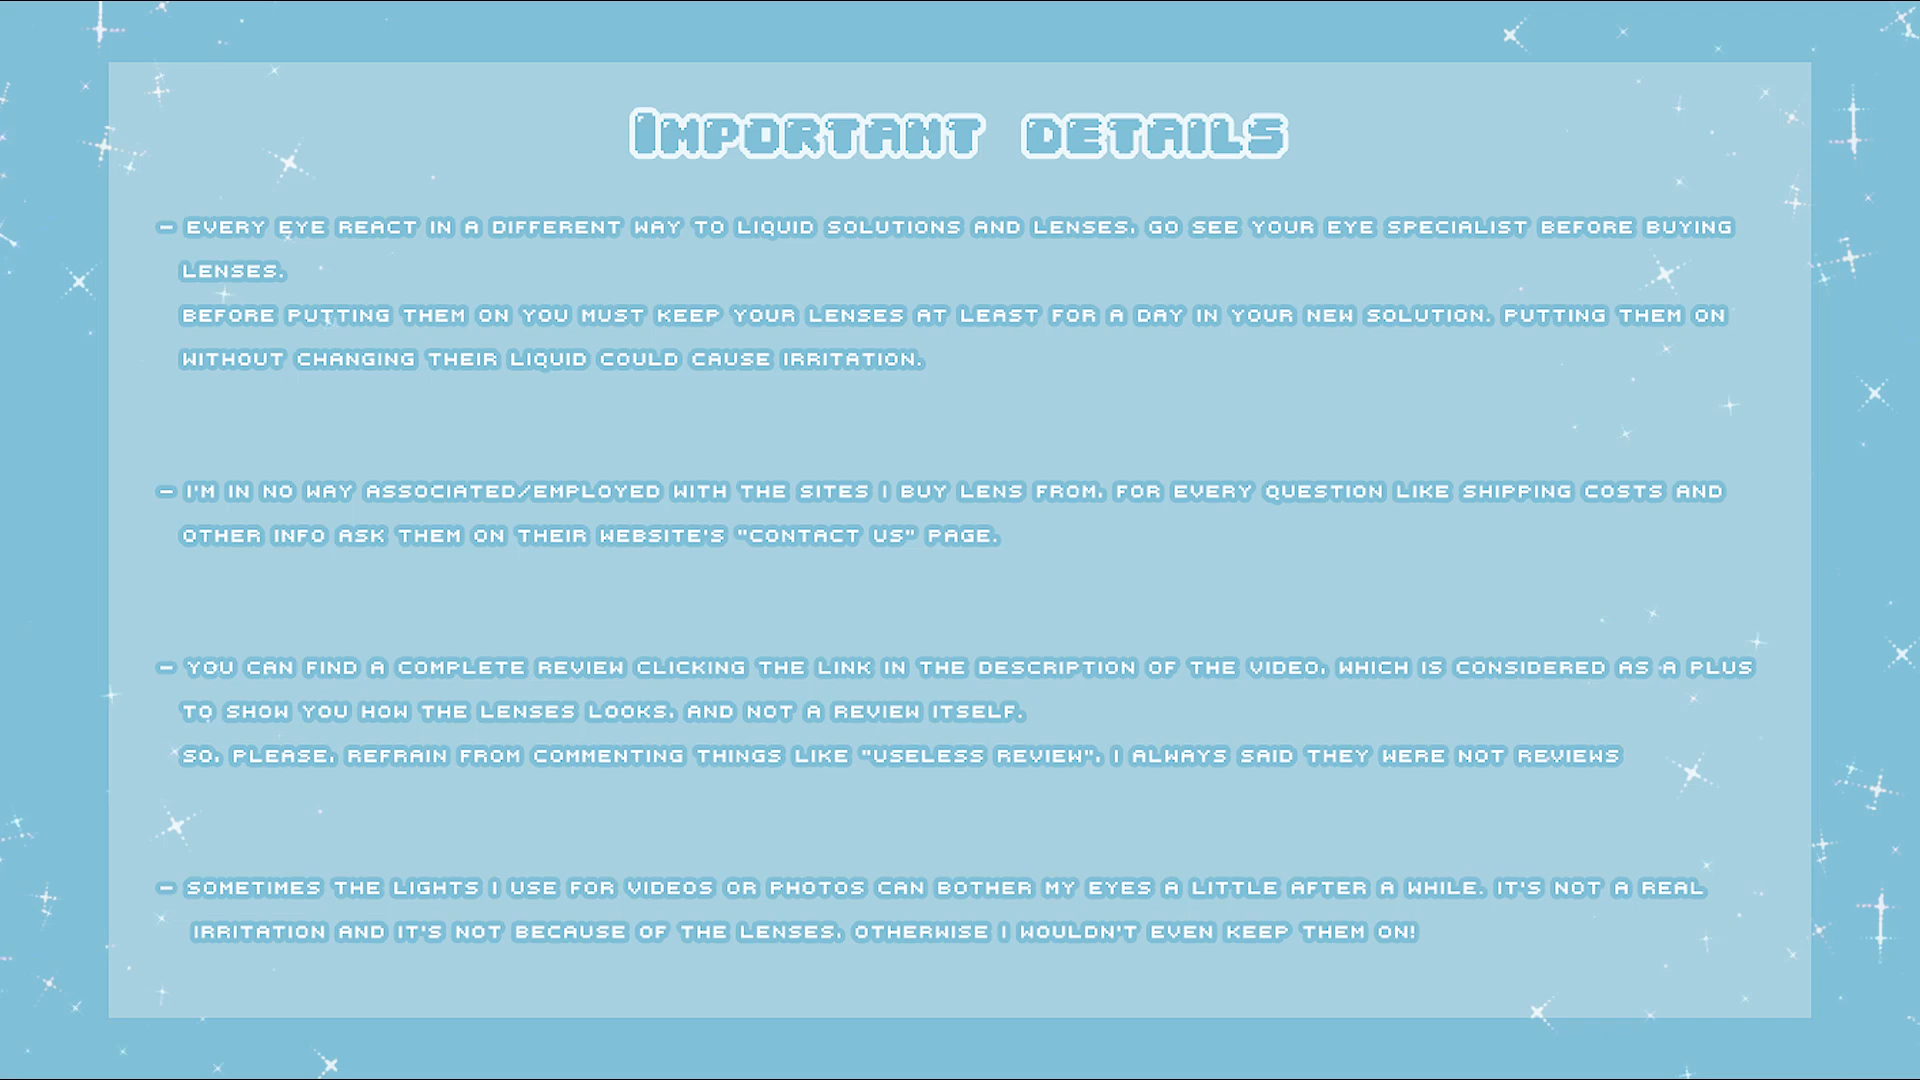 Important details
- Every eye react in a different way to liquid solutions and lenses, go see your eye specialist before buying
lenses.
Before putting them on you must keep your lenses at least for a day in your new solution. Putting them on
without changing their liquid could cause irritation.
- I'm in no way associated/employed with the sites I buy lens from, for every question like shipping costs and
other info ask them on their website's "contact us" page.
- You can find a complete review clicking the link in the description of the video, which is considered as a plus
to show you how the lenses looks, and not a review itself.
So, please, refrain from commenting things like "useless review", I always said they were not reviews
- Sometimes the lights I use for videos or photos can bother my eyes a little after a while. It's not a real
irritation and it's not because of the lenses, otherwise I wouldn't even keep them on!